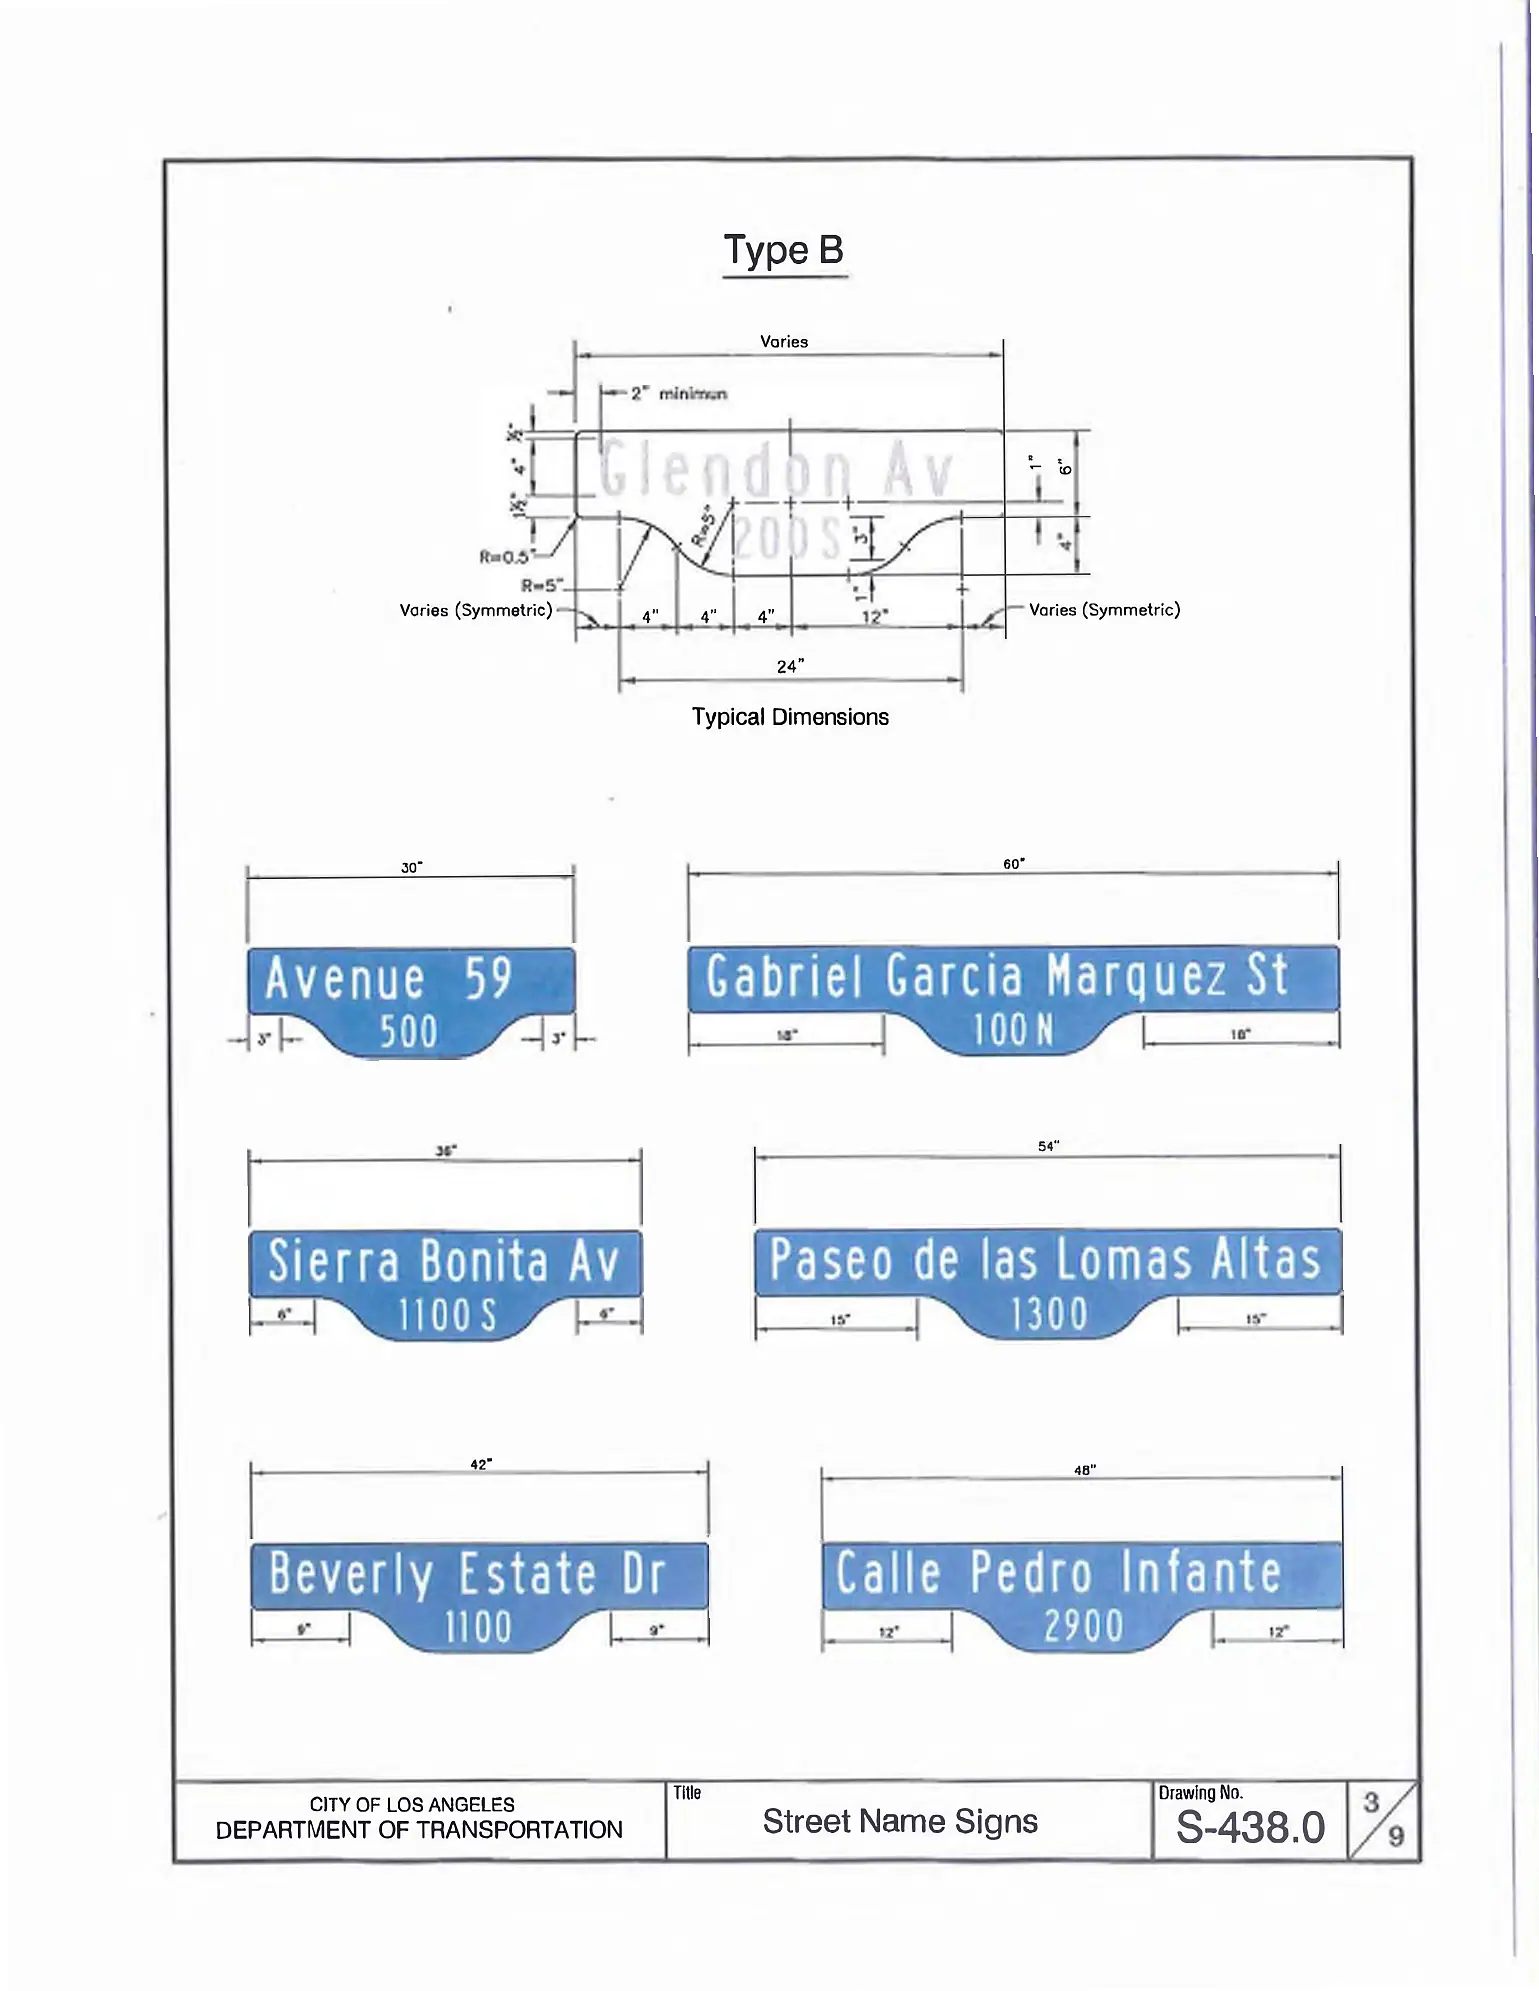 Type B
Varies
2" minimun
½"
4"
1½"
Glendon Av
200 S
1"
6"
4"
R=5"
3"
1"
R=0.5"
R=5"
Varies (Symmetric)
4"
4"
4"
12"
Varies (Symmetric)
24"
Typical Dimensions
30"
60"
Avenue 59
500
3"
3"
Gabriel Garcia Marquez St
100 N
18"
18"
36"
54"
Sierra Bonita Av
1100 S
6"
6"
Paseo de las Lomas Altas
1300
15"
15"
42"
48"
Beverly Estate Dr
1100
9"
9"
Calle Pedro Infante
2900
12"
12"
CITY OF LOS ANGELES
DEPARTMENT OF TRANSPORTATION
Title
Street Name Signs
Drawing No.
S-438.0
3/9